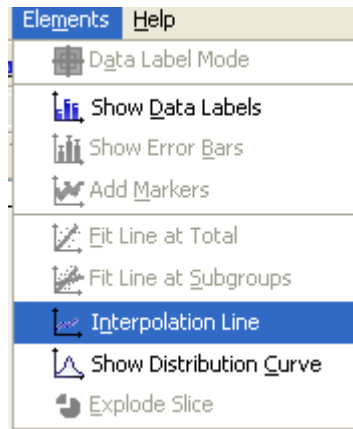 Elements Help
Data Label Mode
Show Data Labels
Show Error Bars
Add Markers
Fit Line at Total
Fit Line at Subgroups
Interpolation Line
Show Distribution Curve
Explode Slice